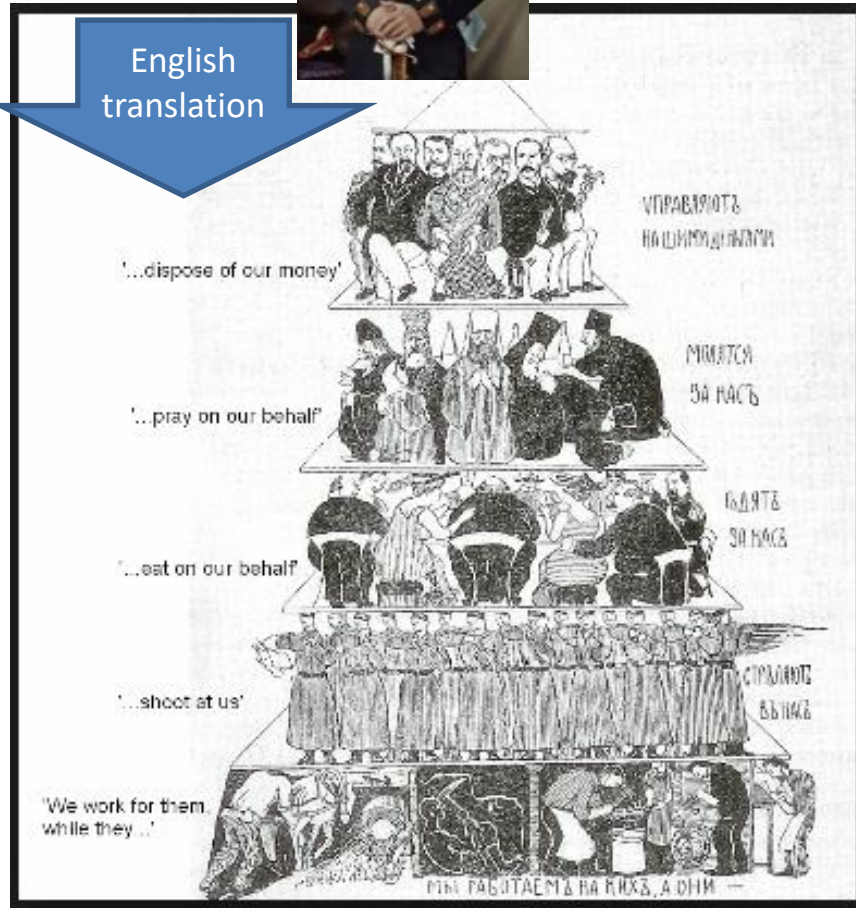 English
translation
УПРАВЛЯЮТЪ
НАШИМИ ДЕНЬГАМИ
'...dispose of our money'
МОЛЯТСЯ
ЗА НАСЪ
'...pray on our behalf'
ѢДЯТЪ
ЗА НАСЪ
'...eat on our behalf'
СТРѢЛЯЮТЪ
ВЪ НАСЪ
'...shoot at us'
'We work for them,
while they...'
МЫ РАБОТАЕМЪ НА НИХЪ, А ОНИ —